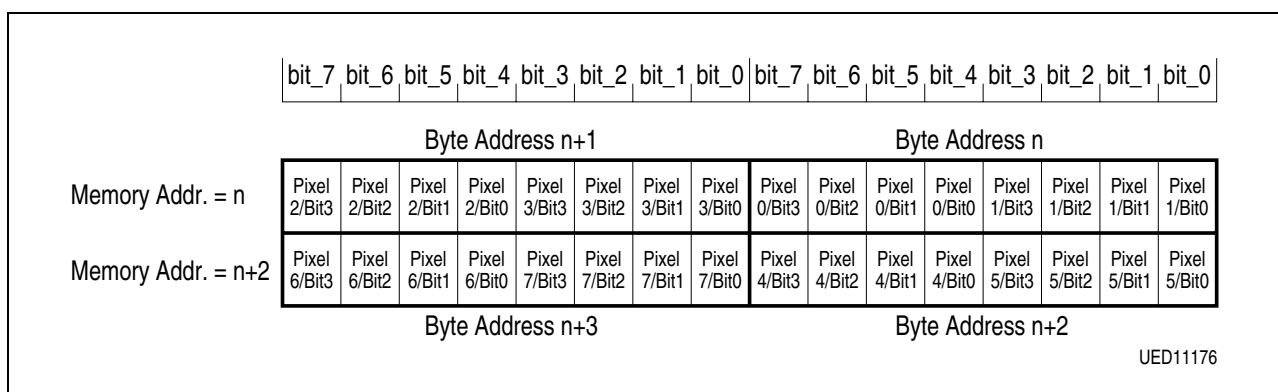 bit_7 bit_6 bit_5 bit_4 bit_3 bit_2 bit_1 bit_0 bit_7 bit_6 bit_5 bit_4 bit_3 bit_2 bit_1 bit_0
Byte Address n+1 Byte Address n
Memory Addr. = n
Pixel Pixel Pixel Pixel Pixel Pixel Pixel Pixel Pixel Pixel Pixel Pixel Pixel Pixel Pixel Pixel
2/Bit3 2/Bit2 2/Bit1 2/Bit0 3/Bit3 3/Bit2 3/Bit1 3/Bit0 0/Bit3 0/Bit2 0/Bit1 0/Bit0 1/Bit3 1/Bit2 1/Bit1 1/Bit0
Memory Addr. = n+2
Pixel Pixel Pixel Pixel Pixel Pixel Pixel Pixel Pixel Pixel Pixel Pixel Pixel Pixel Pixel Pixel
6/Bit3 6/Bit2 6/Bit1 6/Bit0 7/Bit3 7/Bit2 7/Bit1 7/Bit0 4/Bit3 4/Bit2 4/Bit1 4/Bit0 5/Bit3 5/Bit2 5/Bit1 5/Bit0
Byte Address n+3 Byte Address n+2
UED11176